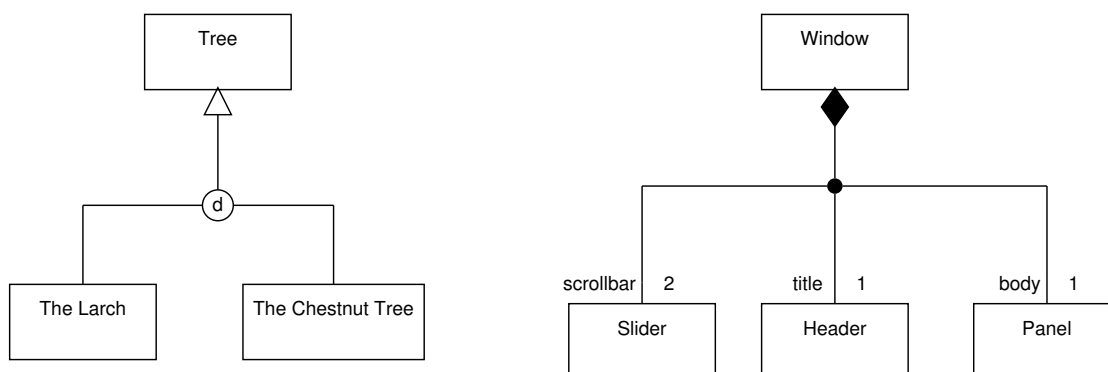 Tree
d
The Larch
The Chestnut Tree
Window
scrollbar 2
title 1
body 1
Slider
Header
Panel